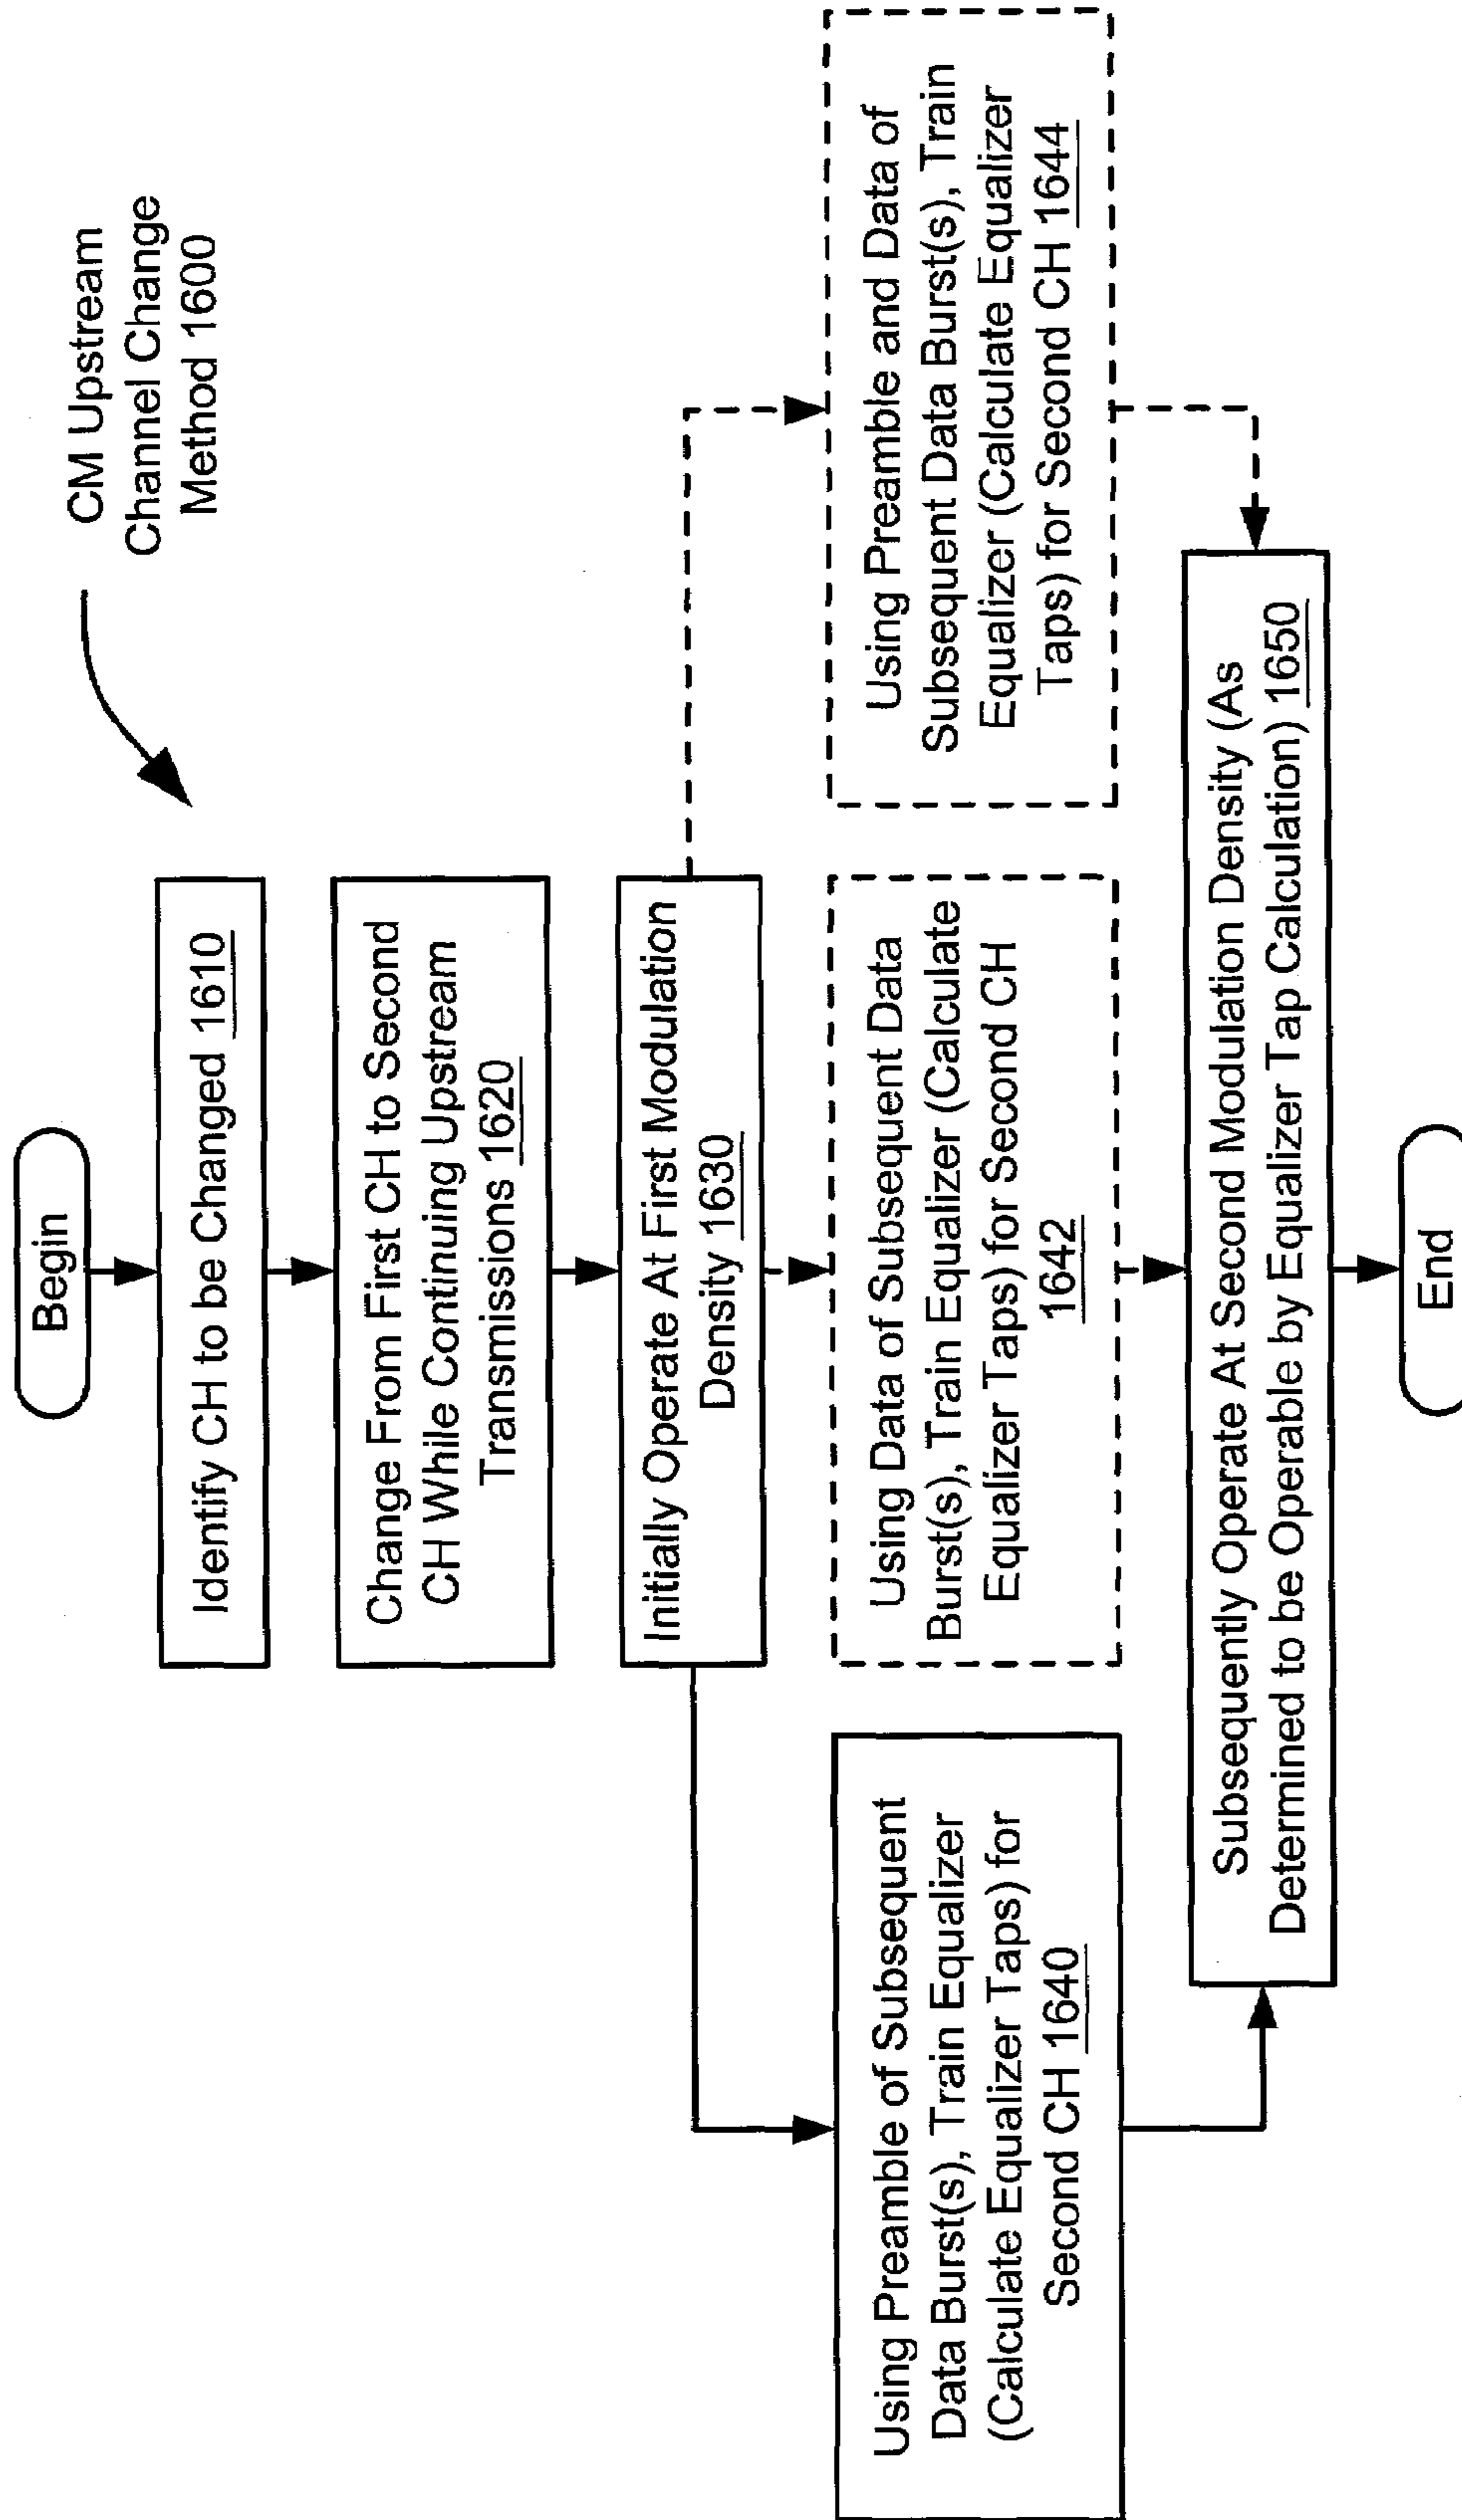 CM Upstream
Channel Change
Method 1600
Begin
Identify CH to be Changed 1610
Change From First CH to Second
CH While Continuing Upstream
Transmissions 1620
Initially Operate At First Modulation
Density 1630
Using Preamble of Subsequent
Data Burst(s), Train Equalizer
(Calculate Equalizer Taps) for
Second CH 1640
Using Data of Subsequent Data
Burst(s), Train Equalizer (Calculate
Equalizer Taps) for Second CH
1642
Using Preamble and Data of
Subsequent Data Burst(s), Train
Equalizer (Calculate Equalizer
Taps) for Second CH 1644
Subsequently Operate At Second Modulation Density (As
Determined to be Operable by Equalizer Tap Calculation) 1650
End